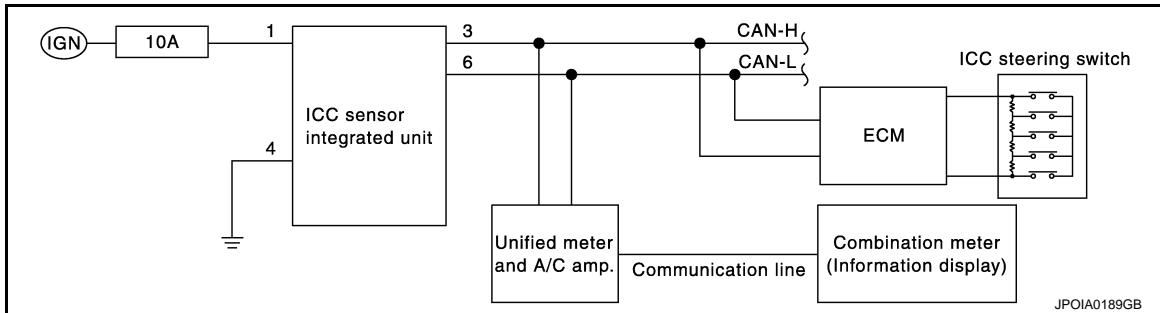 IGN
10A
1
3
CAN-H
6
CAN-L
ICC steering switch
ICC sensor
integrated unit
ECM
4
Unified meter
and A/C amp.
Communication line
Combination meter
(Information display)
JPOIA0189GB